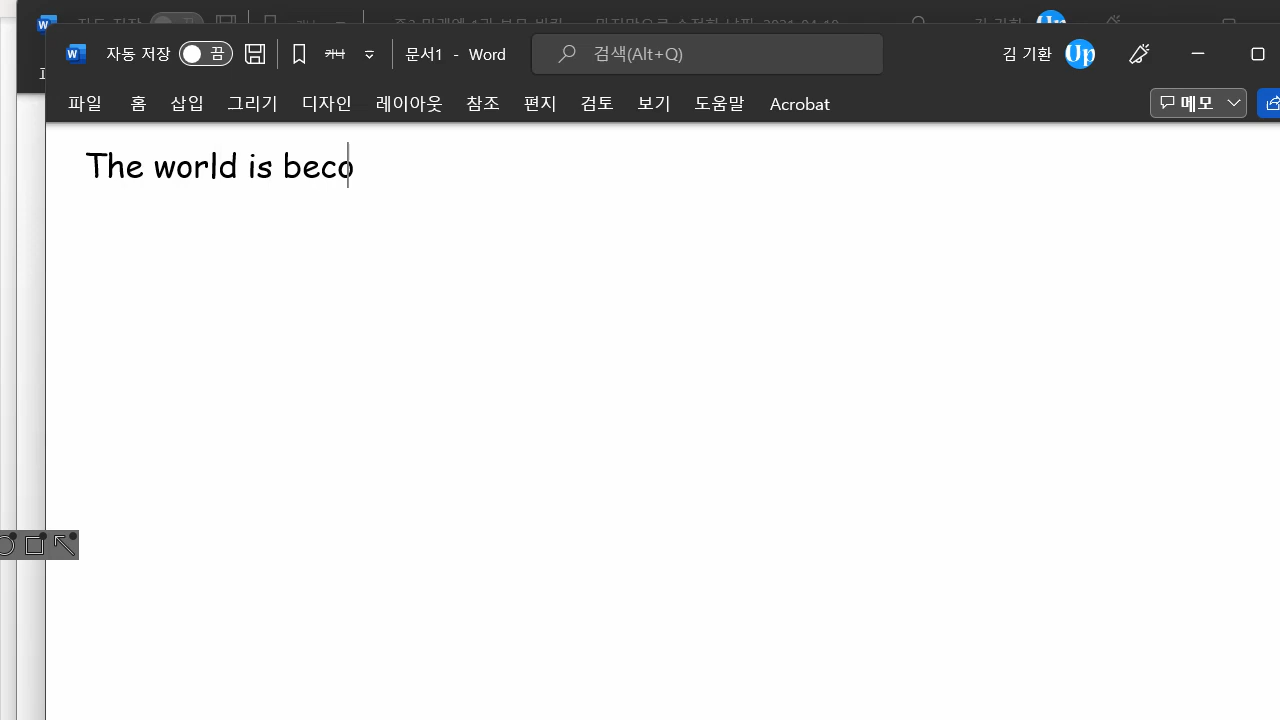 자동 저장 끔 가나 문서1 - Word 검색(Alt+Q) 김 기환 Up
파일 홈 삽입 그리기 디자인 레이아웃 참조 편지 검토 보기 도움말 Acrobat 메모
The world is beco